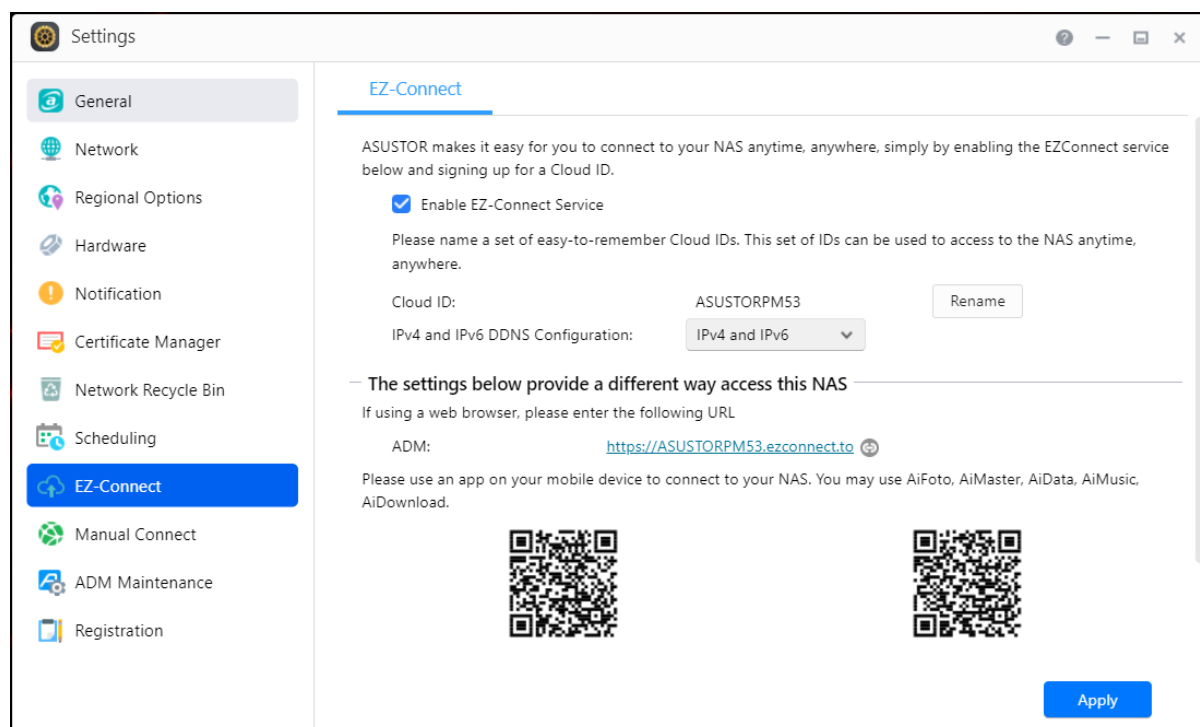 Settings
General
Network
Regional Options
Hardware
Notification
Certificate Manager
Network Recycle Bin
Scheduling
EZ-Connect
Manual Connect
ADM Maintenance
Registration
EZ-Connect
ASUSTOR makes it easy for you to connect to your NAS anytime, anywhere, simply by enabling the EZConnect service
below and signing up for a Cloud ID.
Enable EZ-Connect Service
Please name a set of easy-to-remember Cloud IDs. This set of IDs can be used to access to the NAS anytime,
anywhere.
Cloud ID: ASUSTORPM53 Rename
IPv4 and IPv6 DDNS Configuration: IPv4 and IPv6
The settings below provide a different way access this NAS
If using a web browser, please enter the following URL
ADM: https://ASUSTORPM53.ezconnect.to
Please use an app on your mobile device to connect to your NAS. You may use AiFoto, AiMaster, AiData, AiMusic,
AiDownload.
Apply